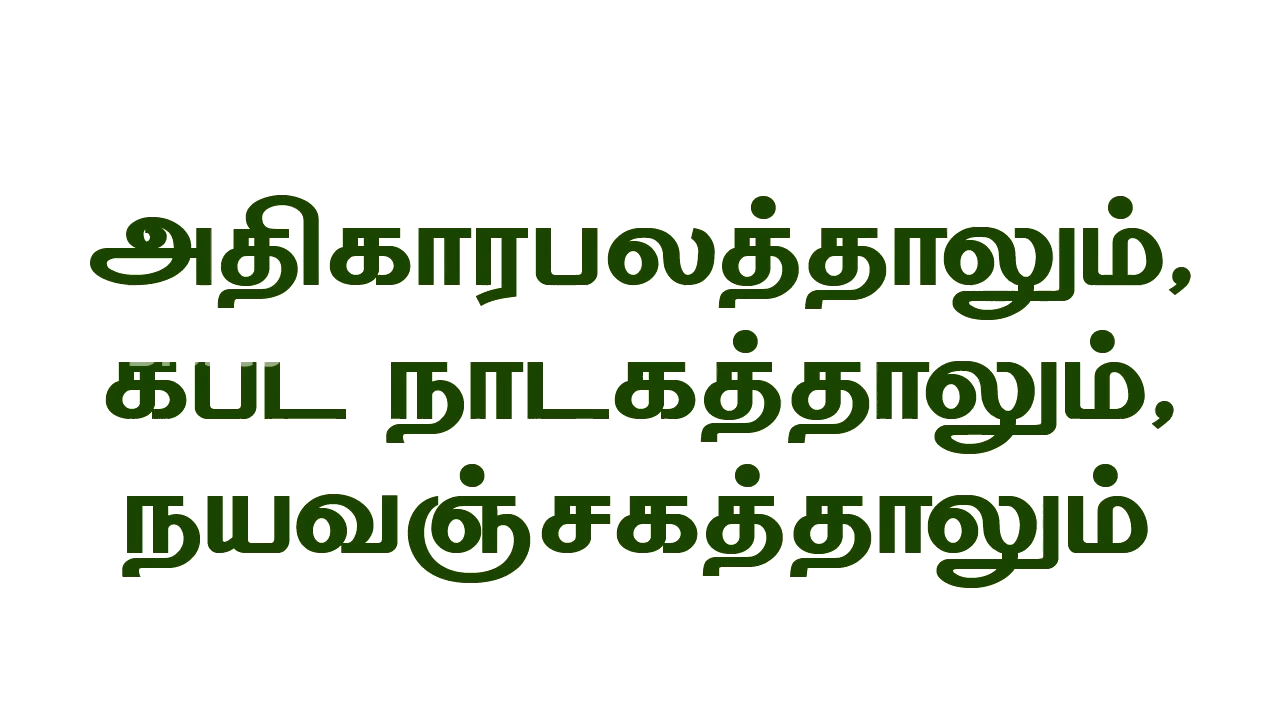 அதிகாரபலத்தாலும்,
கபட நாடகத்தாலும்,
நயவஞ்சகத்தாலும்